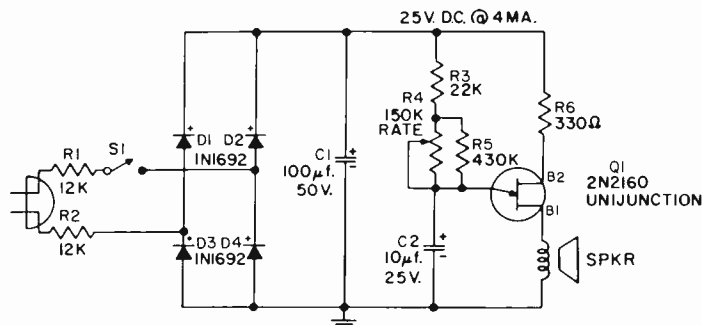 25V. D.C. @ 4MA.
R3
22K
R4
150K
RATE
R5
430K
R6
330Ω
R1
12K
S1
D1 D2
1N1692
C1
100μf.
50V.
Q1
2N2160
UNIJUNCTION
B2
B1
R2
12K
D3 D4
1N1692
C2
10μf.
25V.
SPKR